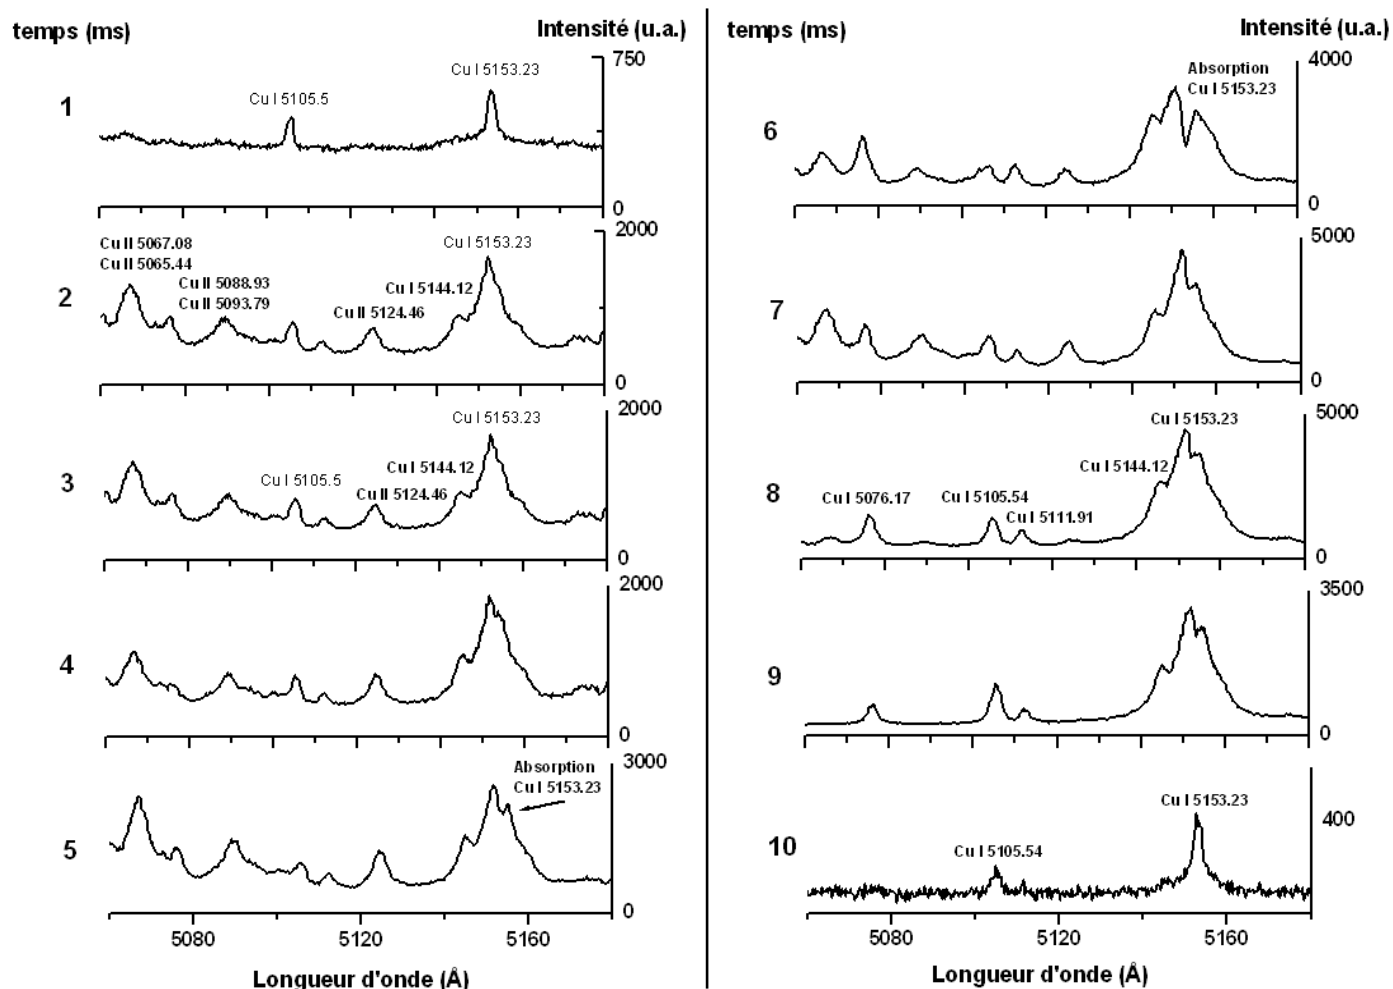 temps (ms)
Intensité (u.a.)
750
Cu I 5153.23
Cu I 5105.5
1
0
2000
Cu II 5067.08
Cu II 5065.44
Cu I 5153.23
Cu II 5088.93
Cu II 5093.79
Cu I 5144.12
Cu II 5124.46
2
0
2000
Cu I 5153.23
Cu I 5144.12
Cu I 5105.5
Cu II 5124.46
3
0
2000
4
0
3000
Absorption
Cu I 5153.23
5
0
5080
5120
5160
Longueur d'onde (Å)
temps (ms)
Intensité (u.a.)
4000
Absorption
Cu I 5153.23
6
0
5000
7
0
5000
Cu I 5153.23
Cu I 5144.12
8
Cu I 5076.17
Cu I 5105.54
Cu I 5111.91
0
3500
9
0
Cu I 5153.23
400
10
Cu I 5105.54
5080
5120
5160
Longueur d'onde (Å)